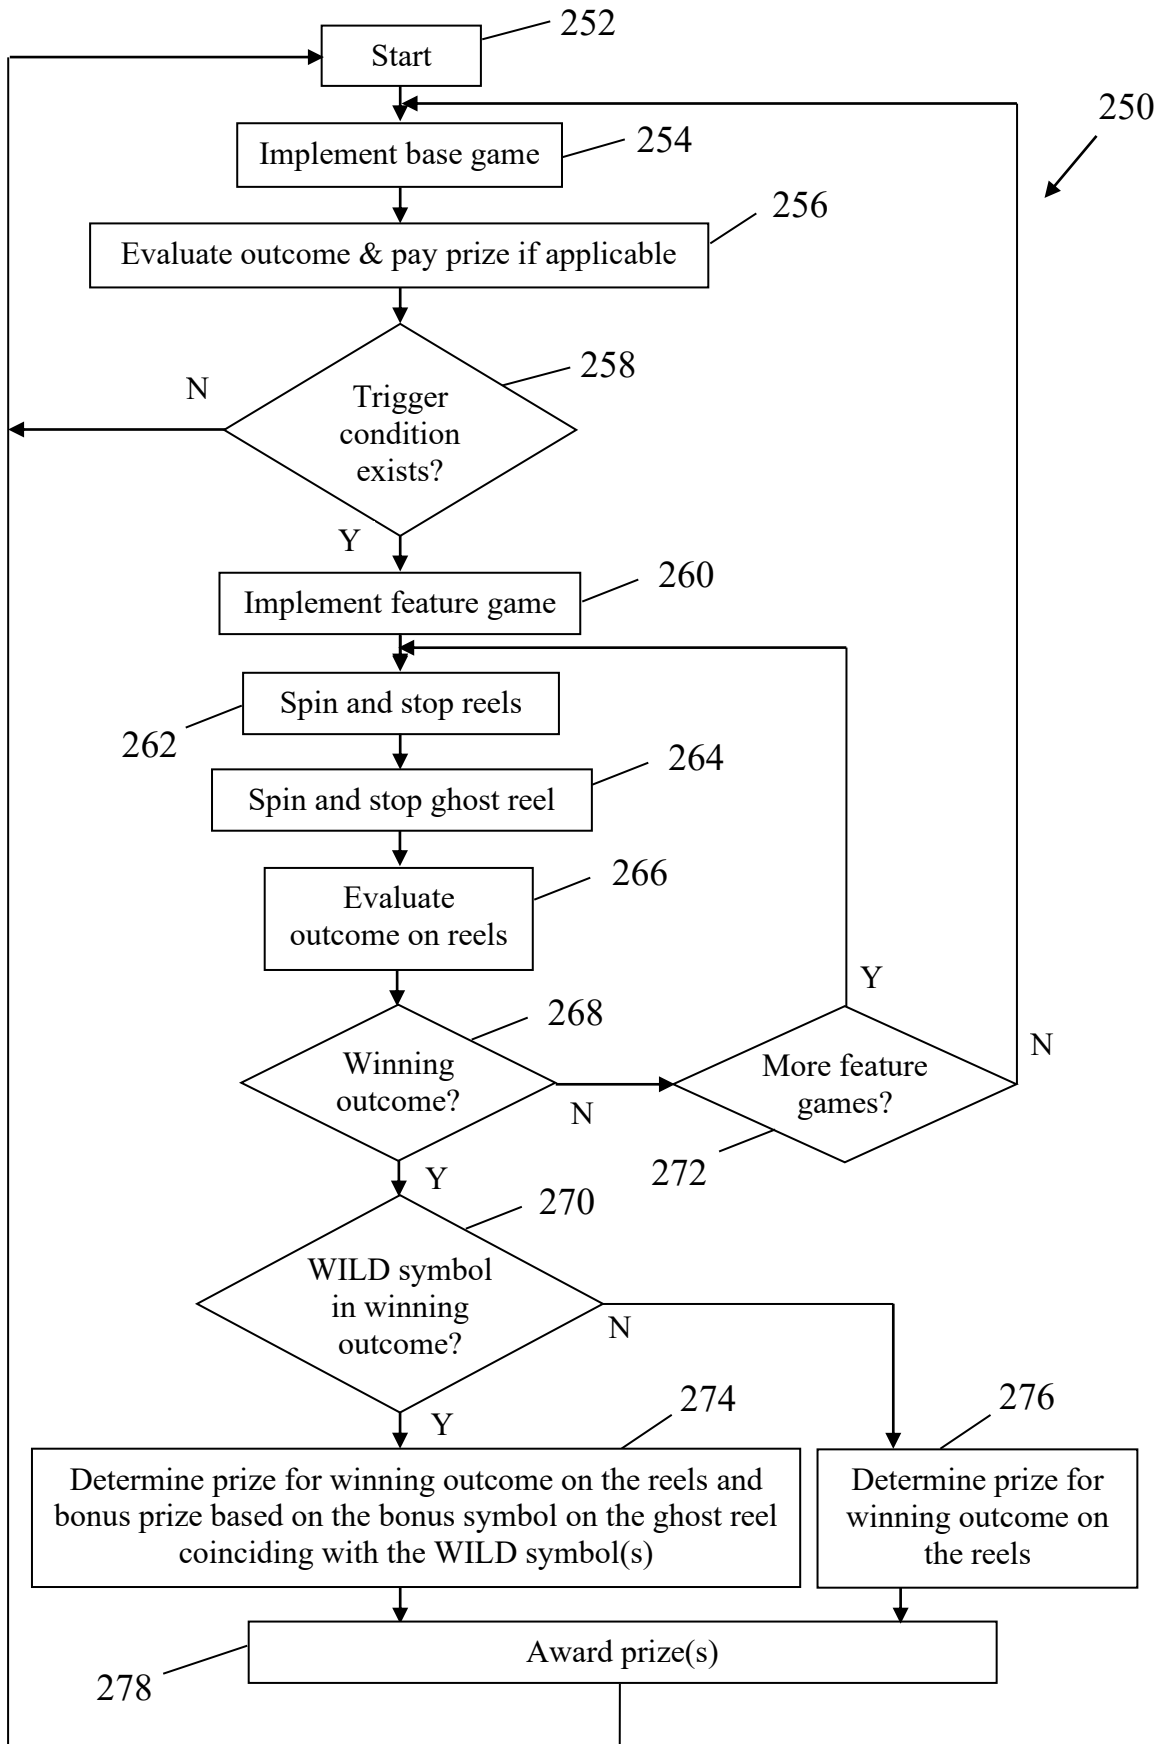 252
Start
250
Implement base game
254
256
Evaluate outcome & pay prize if applicable
258
N
Trigger
condition
exists?
Y
260
Implement feature game
Spin and stop reels
262
264
Spin and stop ghost reel
266
Evaluate
outcome on reels
Y
268
N
Winning
outcome?
More feature
games?
N
272
Y
270
WILD symbol
in winning
outcome?
N
274
276
Y
Determine prize for winning outcome on the reels and
bonus prize based on the bonus symbol on the ghost reel
coinciding with the WILD symbol(s)
Determine prize for
winning outcome on
the reels
Award prize(s)
278